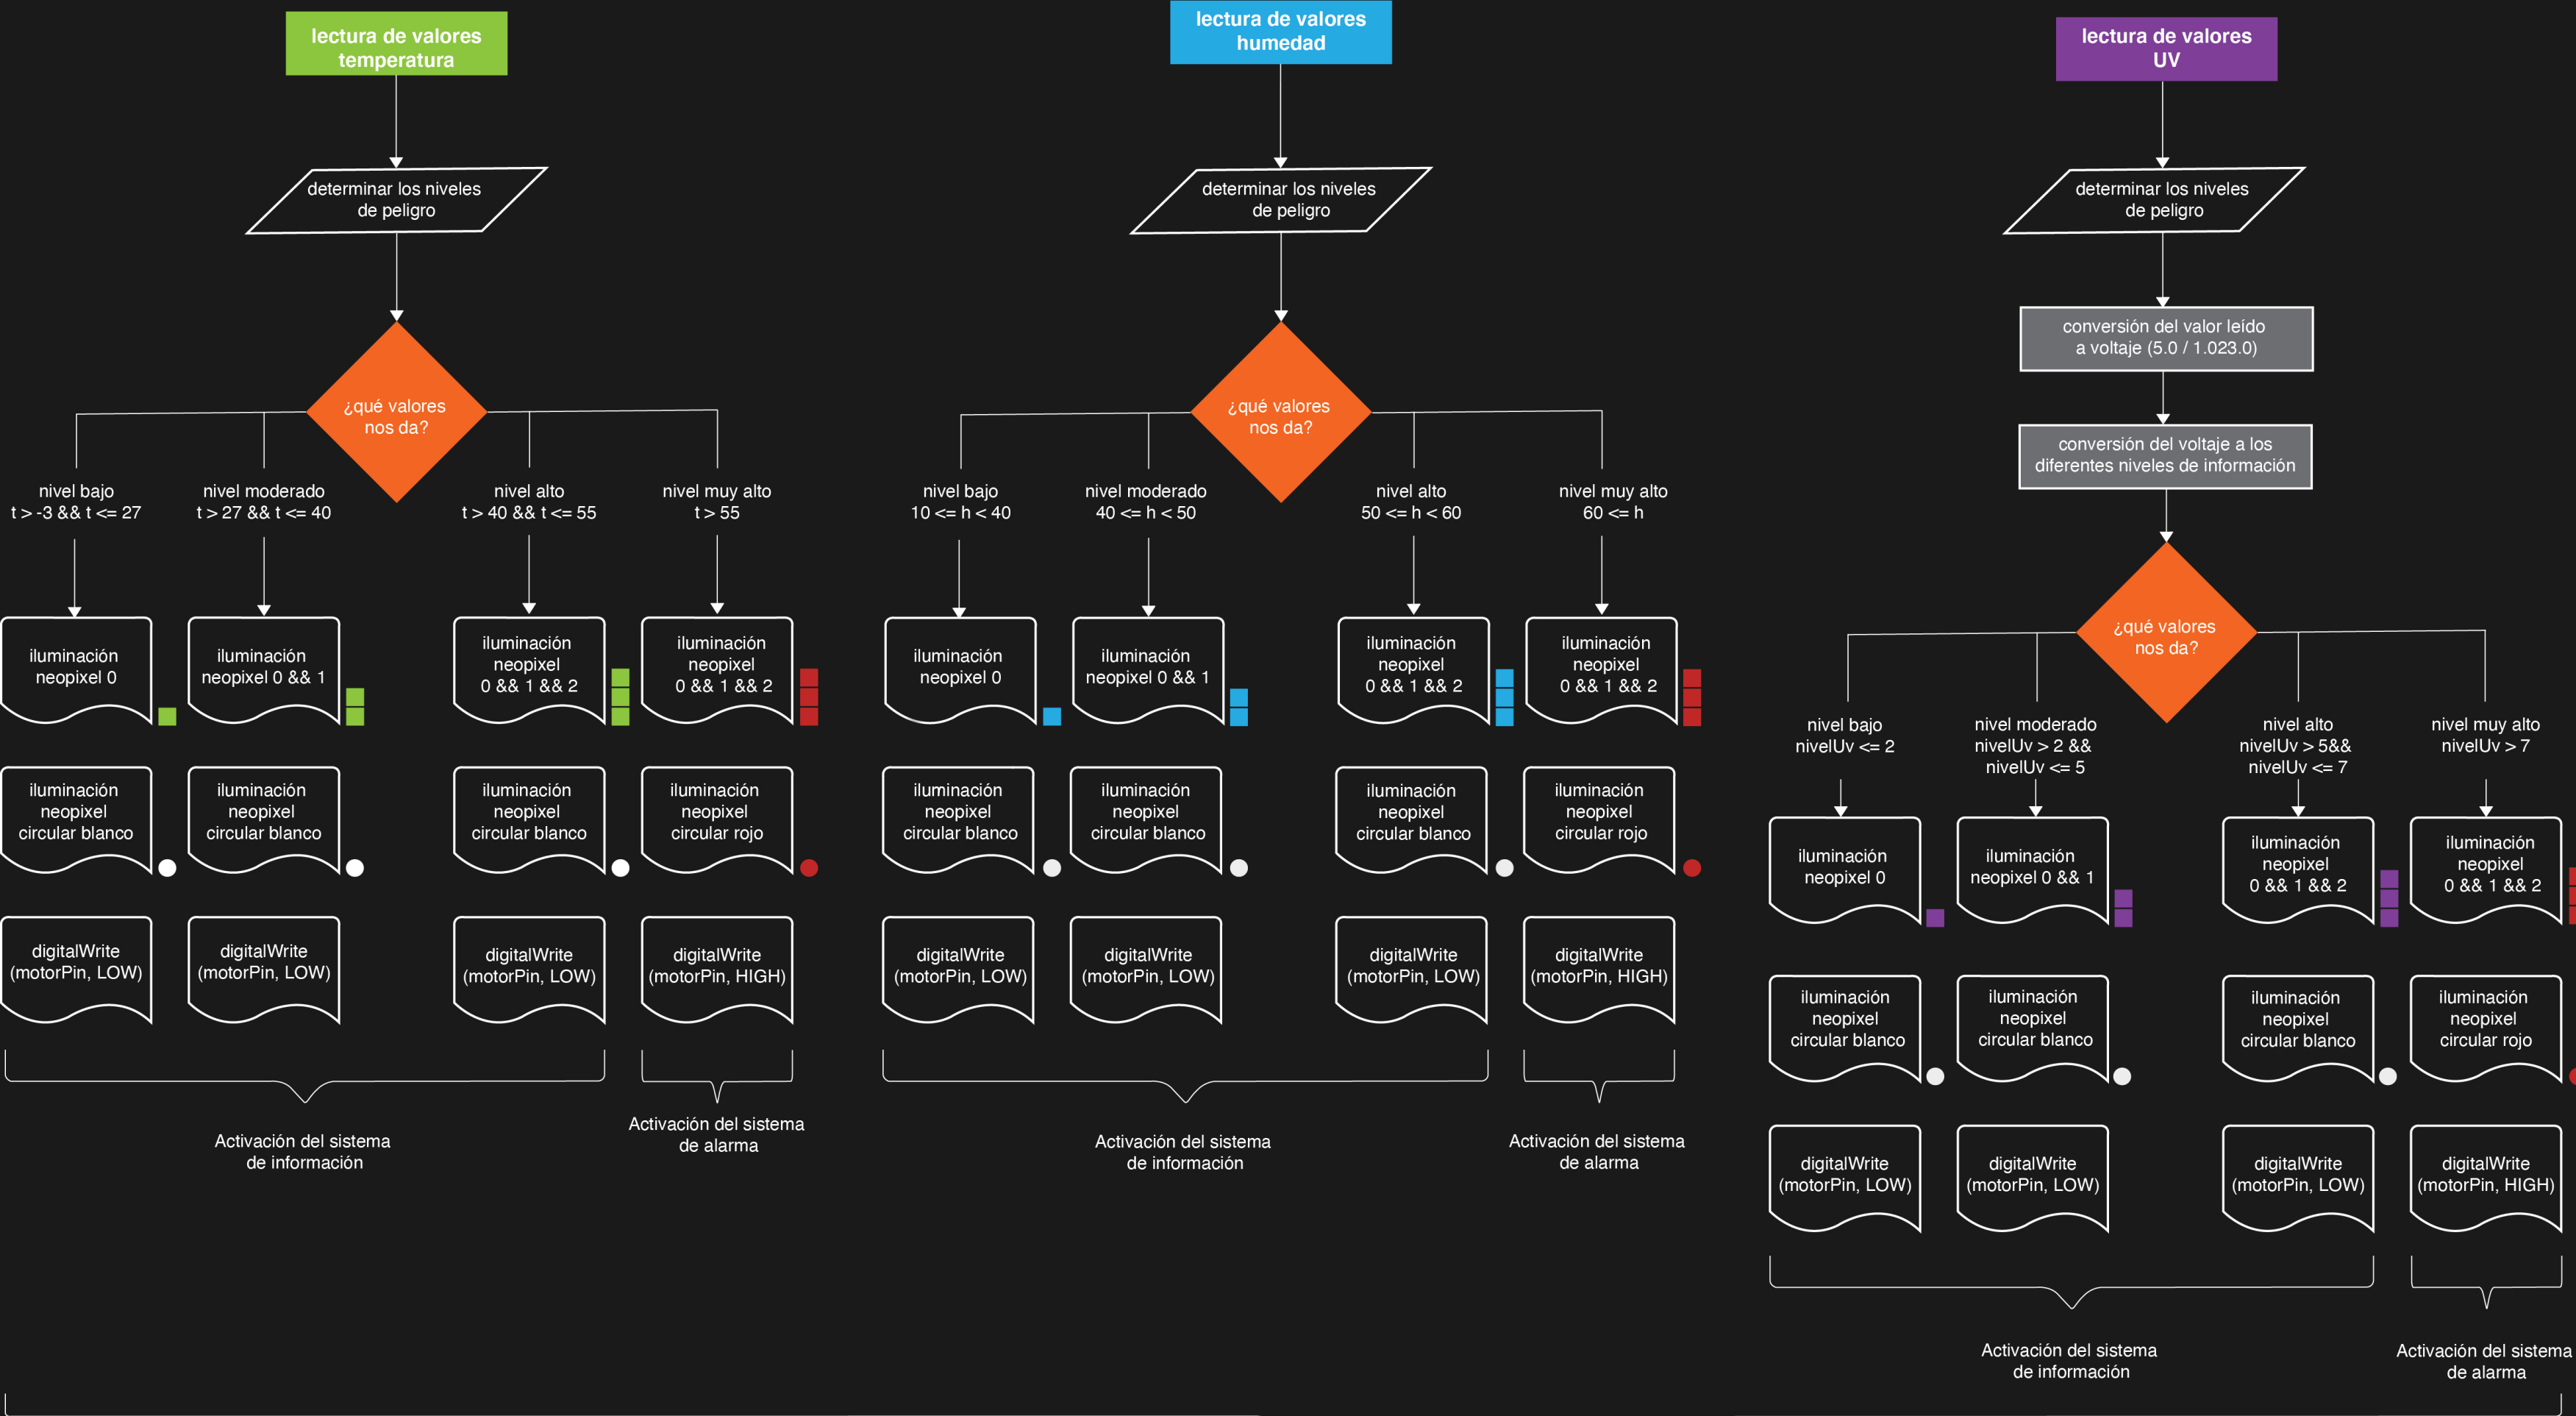 lectura de valores
temperatura
determinar los niveles
de peligro
¿qué valores
nos da?
nivel bajo
t > -3 && t <= 27
nivel moderado
t > 27 && t <= 40
nivel alto
t > 40 && t <= 55
nivel muy alto
t > 55
iluminación
neopixel 0
iluminación
neopixel 0 && 1
iluminación
neopixel
0 && 1 && 2
iluminación
neopixel
0 && 1 && 2
iluminación
neopixel
circular blanco
iluminación
neopixel
circular blanco
iluminación
neopixel
circular blanco
iluminación
neopixel
circular rojo
digitalWrite
(motorPin, LOW)
digitalWrite
(motorPin, LOW)
digitalWrite
(motorPin, LOW)
digitalWrite
(motorPin, HIGH)
Activación del sistema
de información
Activación del sistema
de alarma
lectura de valores
humedad
determinar los niveles
de peligro
¿qué valores
nos da?
nivel bajo
10 <= h < 40
nivel moderado
40 <= h < 50
nivel alto
50 <= h < 60
nivel muy alto
60 <= h
iluminación
neopixel 0
iluminación
neopixel 0 && 1
iluminación
neopixel
0 && 1 && 2
iluminación
neopixel
0 && 1 && 2
iluminación
neopixel
circular blanco
iluminación
neopixel
circular blanco
iluminación
neopixel
circular blanco
iluminación
neopixel
circular rojo
digitalWrite
(motorPin, LOW)
digitalWrite
(motorPin, LOW)
digitalWrite
(motorPin, LOW)
digitalWrite
(motorPin, HIGH)
Activación del sistema
de información
Activación del sistema
de alarma
lectura de valores
UV
determinar los niveles
de peligro
conversión del valor leído
a voltaje (5.0 / 1.023.0)
conversión del voltaje a los
diferentes niveles de información
¿qué valores
nos da?
nivel bajo
nivelUv <= 2
nivel moderado
nivelUv > 2 &&
nivelUv <= 5
nivel alto
nivelUv > 5&&
nivelUv <= 7
nivel muy alto
nivelUv > 7
iluminación
neopixel 0
iluminación
neopixel 0 && 1
iluminación
neopixel
0 && 1 && 2
iluminación
neopixel
0 && 1 && 2
iluminación
neopixel
circular blanco
iluminación
neopixel
circular blanco
iluminación
neopixel
circular blanco
iluminación
neopixel
circular rojo
digitalWrite
(motorPin, LOW)
digitalWrite
(motorPin, LOW)
digitalWrite
(motorPin, LOW)
digitalWrite
(motorPin, HIGH)
Activación del sistema
de información
Activación del sistema
de alarma